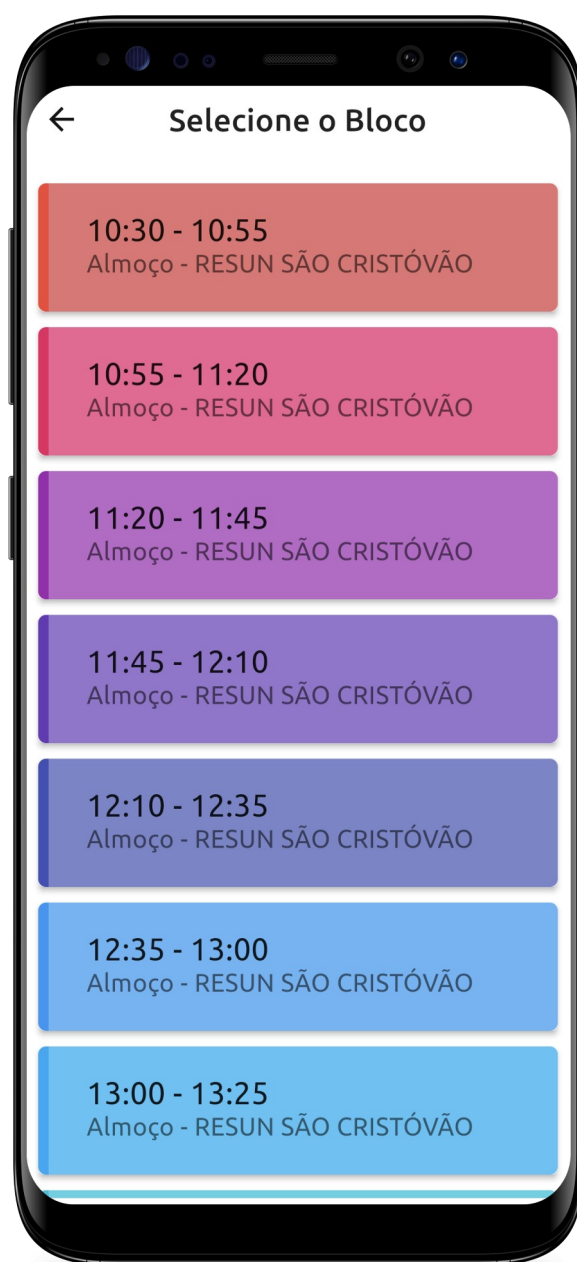 Selecione o Bloco
10:30 - 10:55
Almoço - RESUN SÃO CRISTÓVÃO
10:55 - 11:20
Almoço - RESUN SÃO CRISTÓVÃO
11:20 - 11:45
Almoço - RESUN SÃO CRISTÓVÃO
11:45 - 12:10
Almoço - RESUN SÃO CRISTÓVÃO
12:10 - 12:35
Almoço - RESUN SÃO CRISTÓVÃO
12:35 - 13:00
Almoço - RESUN SÃO CRISTÓVÃO
13:00 - 13:25
Almoço - RESUN SÃO CRISTÓVÃO